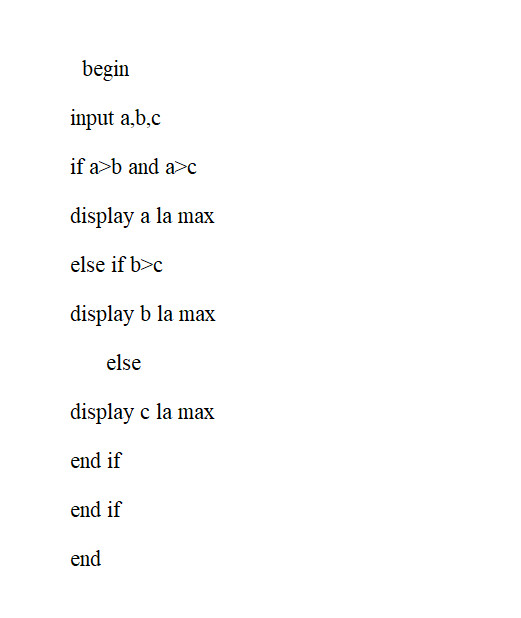 begin
input a,b,c
if a>b and a>c
display a la max
else if b>c
display b la max
else
display c la max
end if
end if
end